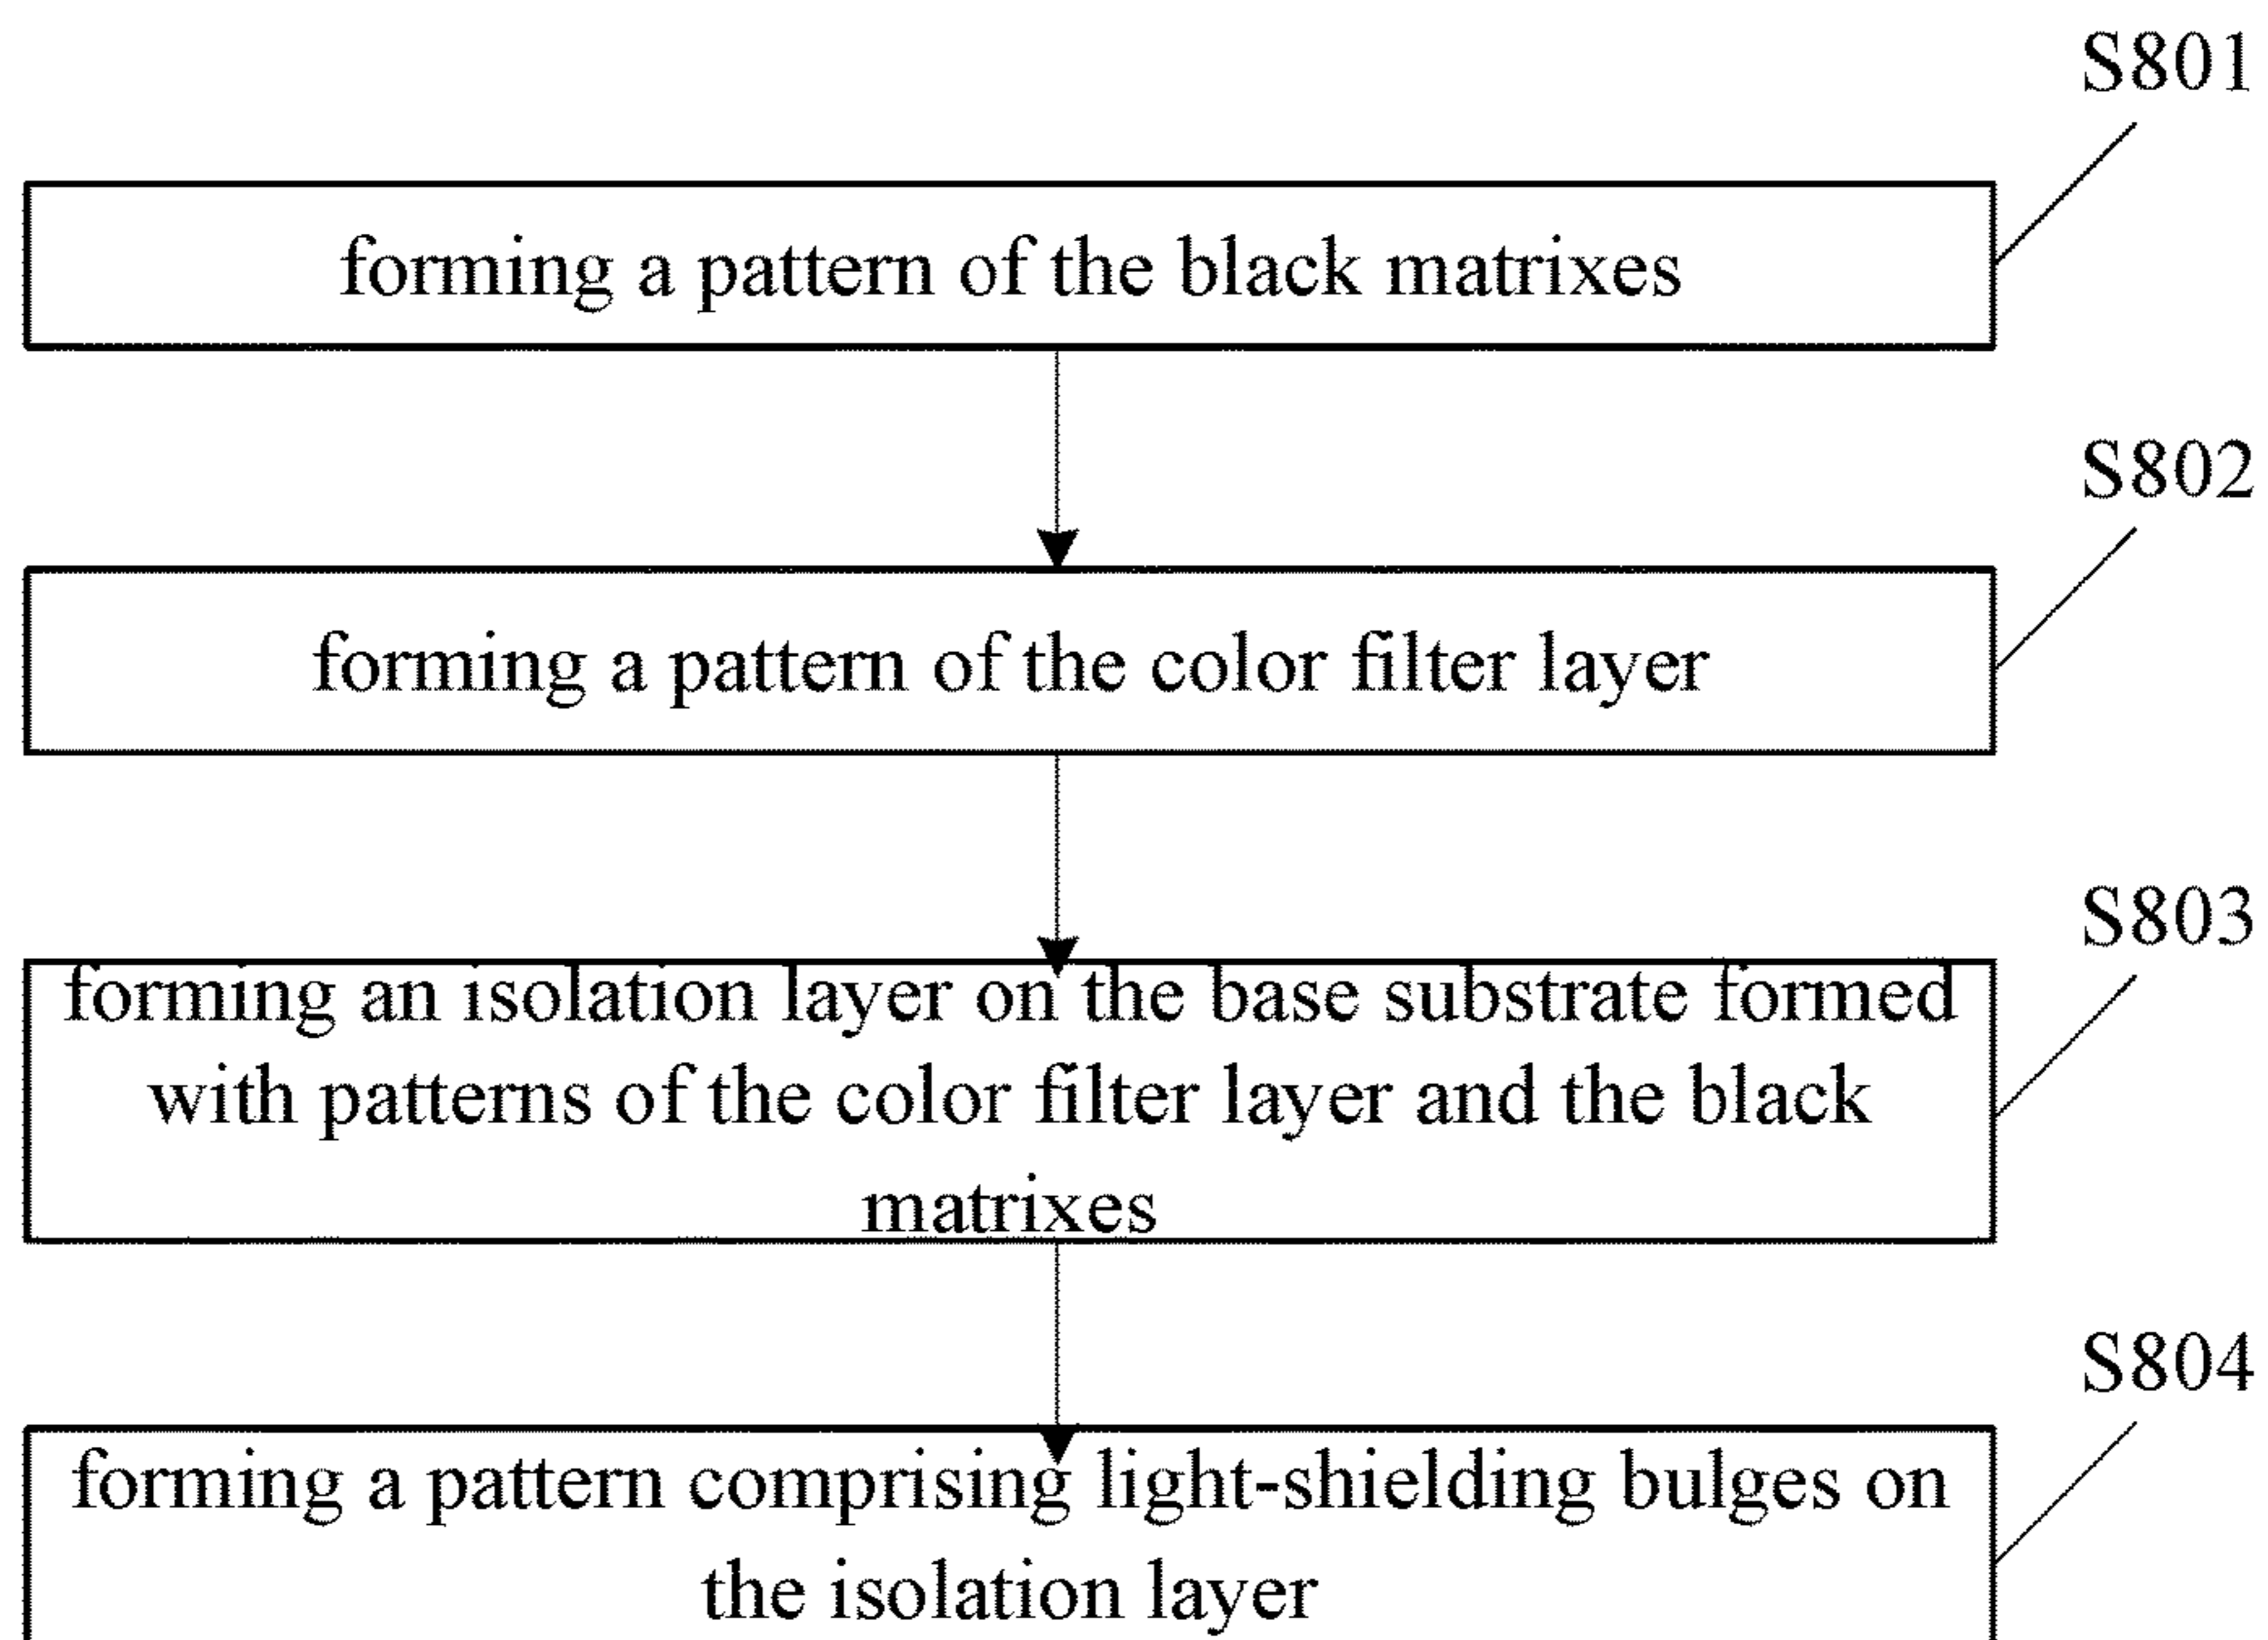 S801
forming a pattern of the black matrixes
S802
forming a pattern of the color filter layer
S803
forming an isolation layer on the base substrate formed
with patterns of the color filter layer and the black
matrixes
S804
forming a pattern comprising light-shielding bulges on
the isolation layer